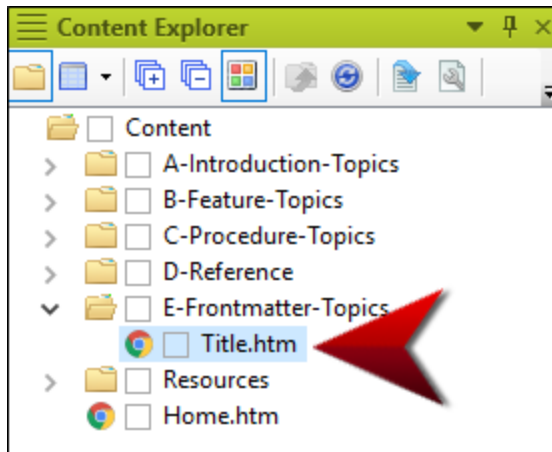 Content Explorer
Content
A-Introduction-Topics
B-Feature-Topics
C-Procedure-Topics
D-Reference
E-Frontmatter-Topics
Title.htm
Resources
Home.htm